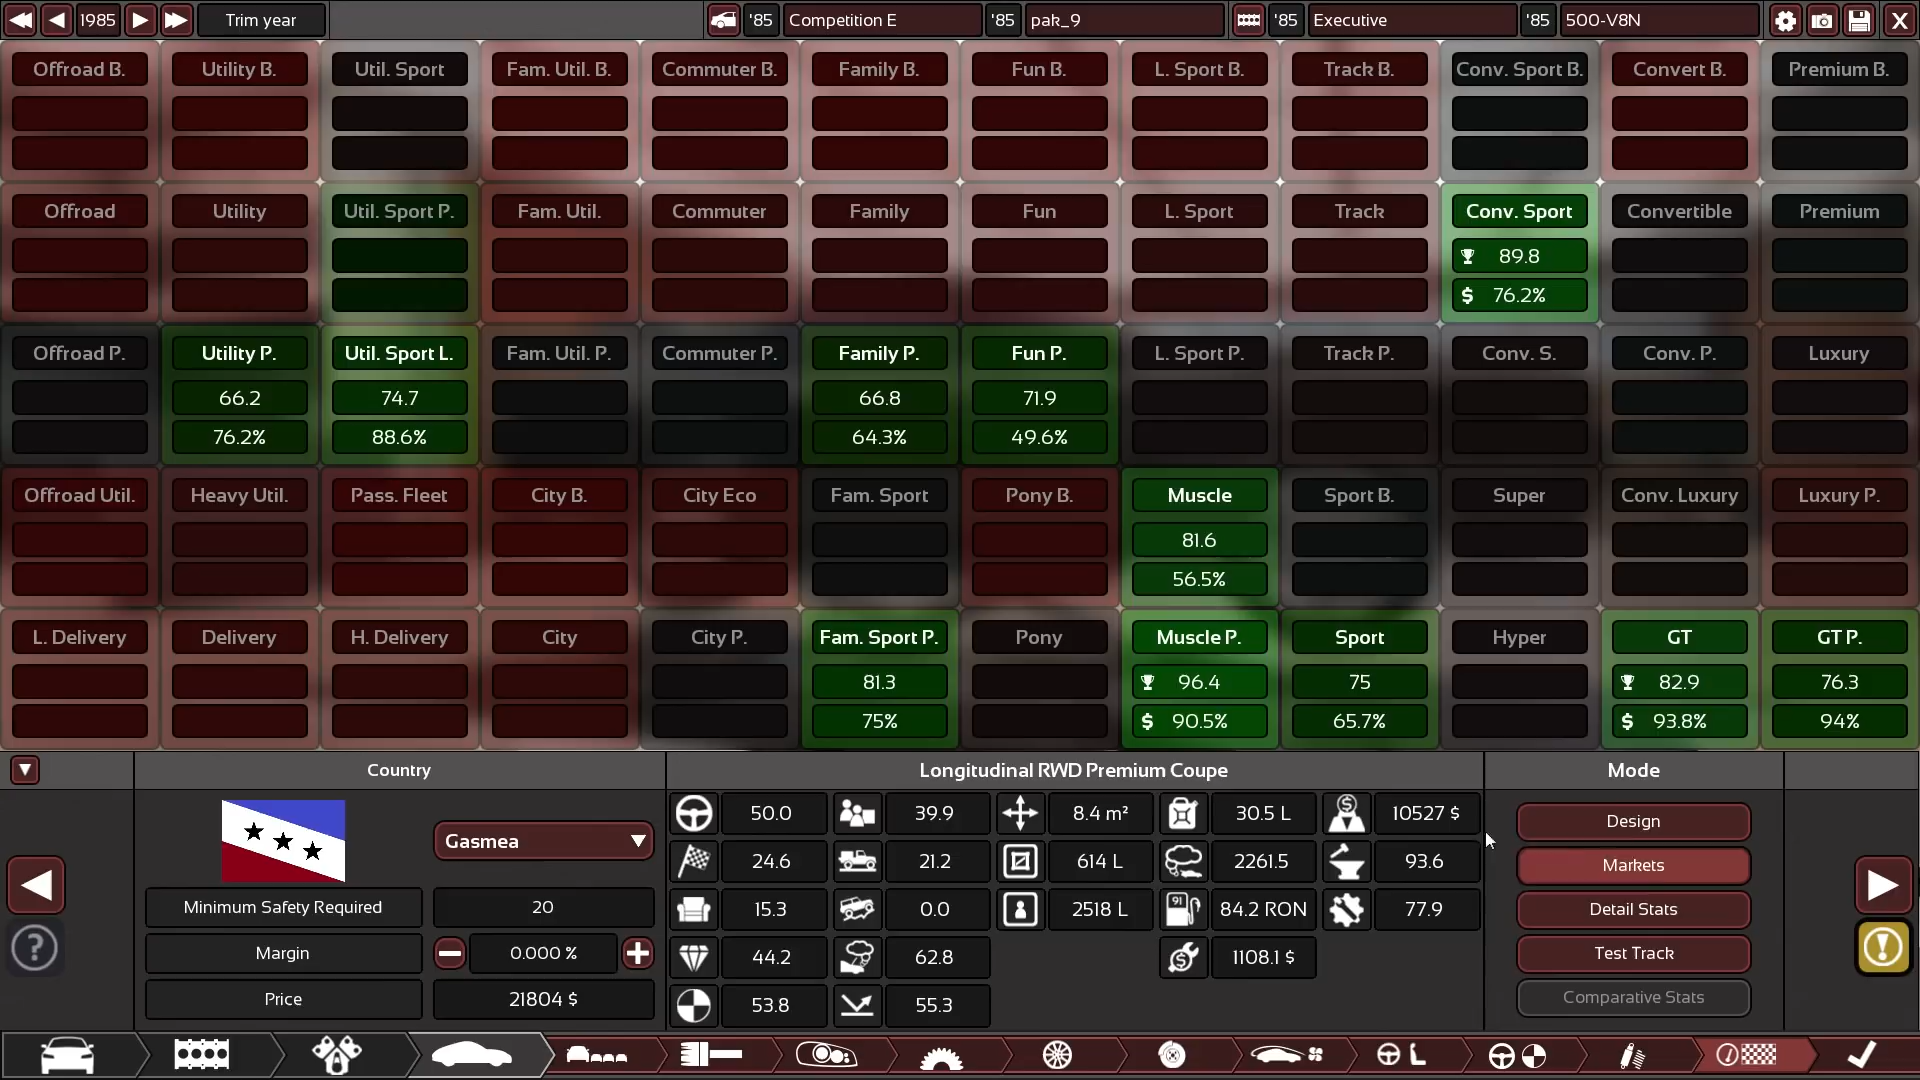 1985 Trim year '85 Competition E '85 pak_9 '85 Executive '85 500-V8N X
Offroad B. Utility B. Util. Sport Fam. Util. B. Commuter B. Family B. Fun B. L. Sport B. Track B. Conv. Sport B. Convert B. Premium B.
Offroad Utility Util. Sport P. Fam. Util. Commuter Family Fun L. Sport Track Conv. Sport Convertible Premium
89.8
$ 76.2%
Offroad P. Utility P. Util. Sport L. Fam. Util. P. Commuter P. Family P. Fun P. L. Sport P. Track P. Conv. S. Conv. P. Luxury
66.2 74.7 66.8 71.9
76.2% 88.6% 64.3% 49.6%
Offroad Util. Heavy Util. Pass. Fleet City B. City Eco Fam. Sport Pony B. Muscle Sport B. Super Conv. Luxury Luxury P.
81.6
56.5%
L. Delivery Delivery H. Delivery City City P. Fam. Sport P. Pony Muscle P. Sport Hyper GT GT P.
81.3 96.4 75 82.9 76.3
75% $ 90.5% 65.7% $ 93.8% 94%
Country Longitudinal RWD Premium Coupe Mode
50.0 39.9 8.4 m² 30.5 L 10527 $ Design
Gasmea
24.6 21.2 614 L 2261.5 93.6 Markets
Minimum Safety Required 20 15.3 0.0 2518 L 91 84.2 RON 77.9 Detail Stats
Margin 0.000 % 44.2 62.8 1108.1 $ Test Track
Price 21804 $ 53.8 55.3 Comparative Stats